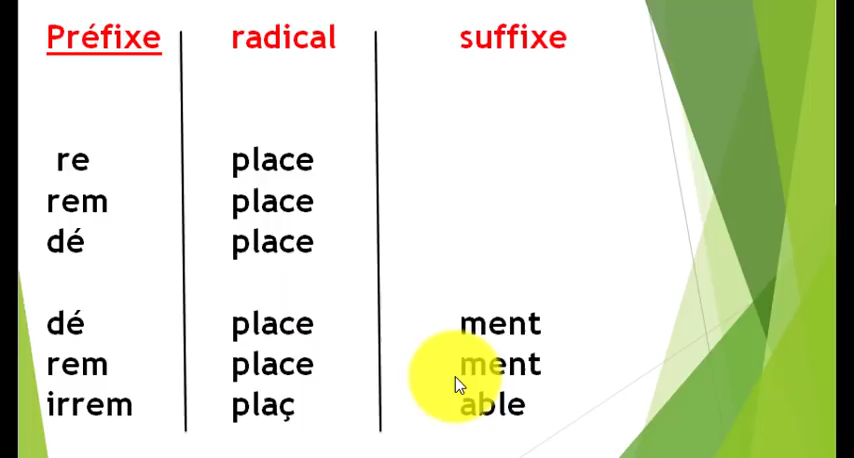 Préfixe radical suffixe
re place
rem place
dé place
dé place ment
rem place ment
irrem plaç able